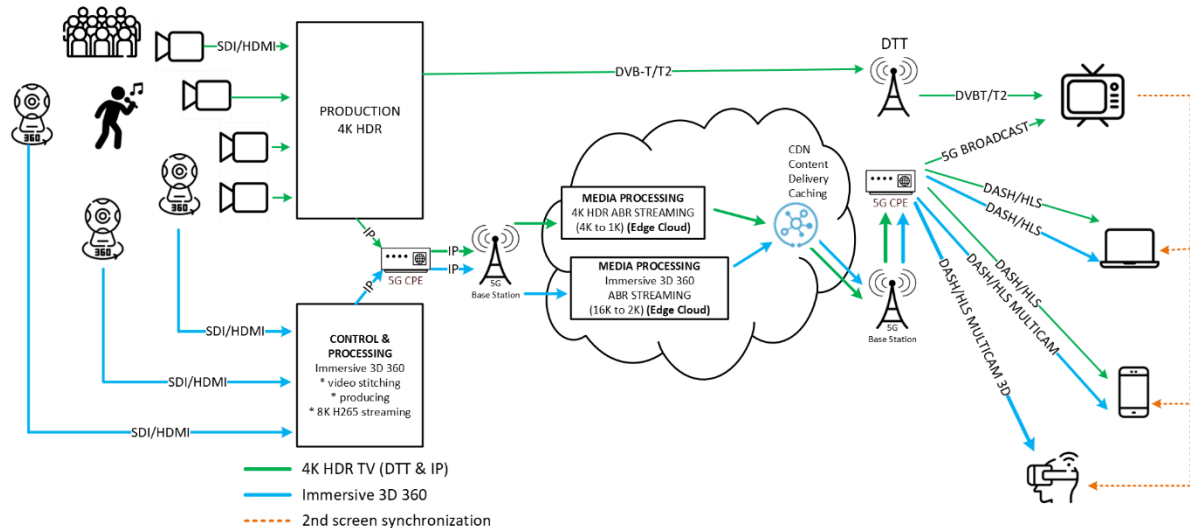 SDI/HDMI
360
360
360
PRODUCTION
4K HDR
DVB-T/T2
DTT
DVBT/T2
5G BROADCAST
CDN
Content
Delivery
Caching
MEDIA PROCESSING
4K HDR ABR STREAMING
(4K to 1K) (Edge Cloud)
MEDIA PROCESSING
Immersive 3D 360
ABR STREAMING
(16K to 2K) (Edge Cloud)
IP
IP
IP
IP
5G CPE
5G
Base Station
5G CPE
5G
Base Station
DASH/HLS
DASH/HLS
DASH/HLS
DASH/HLS MULTICAM
DASH/HLS MULTICAM 3D
SDI/HDMI
SDI/HDMI
SDI/HDMI
CONTROL &
PROCESSING
Immersive 3D 360
* video stitching
* producing
* 8K H265 streaming
4K HDR TV (DTT & IP)
Immersive 3D 360
2nd screen synchronization